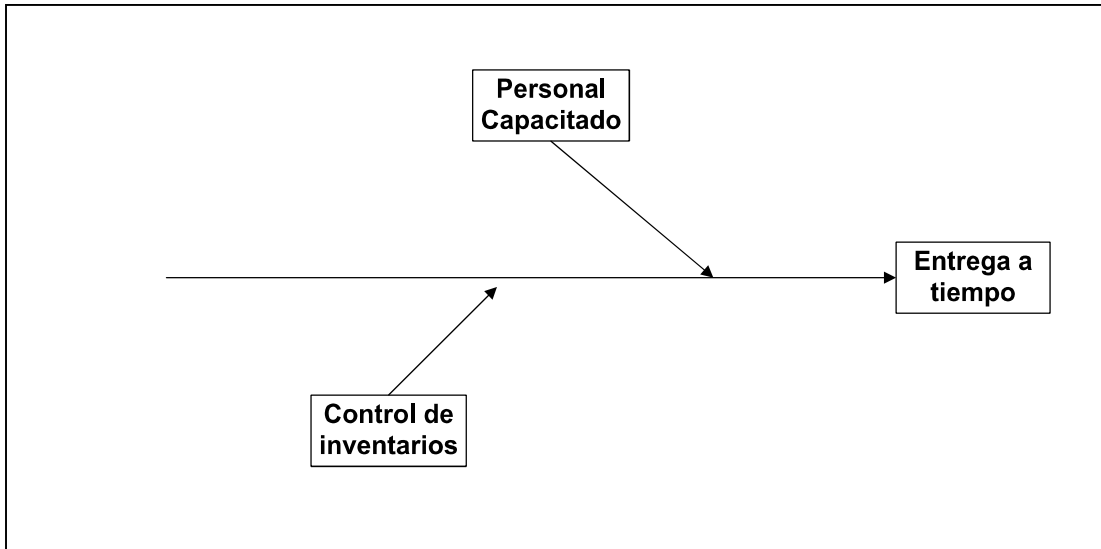 Personal
Capacitado
Entrega a
tiempo
Control de
inventarios